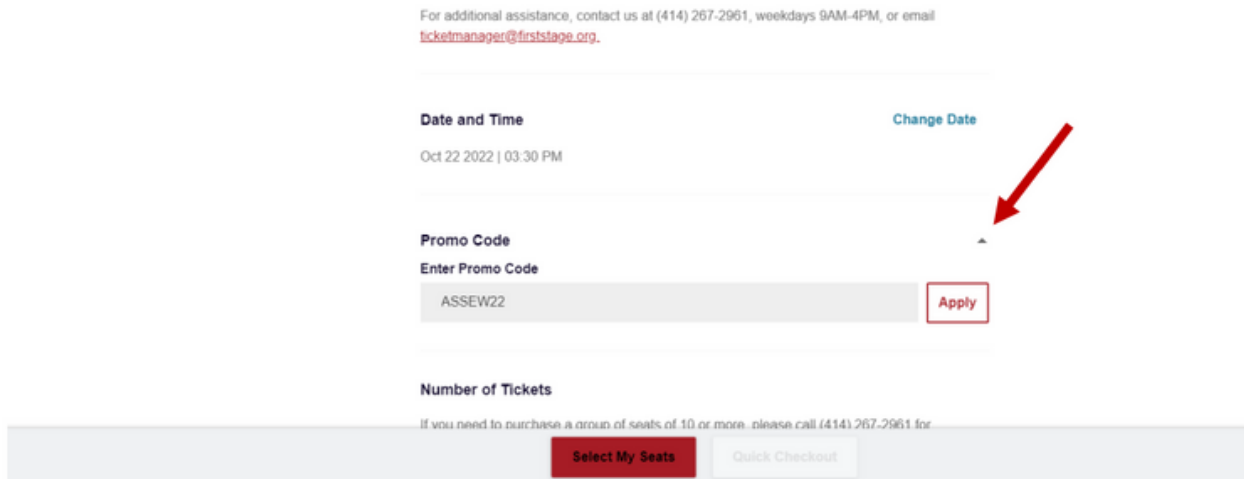 For additional assistance, contact us at (414) 267-2961, weekdays 9AM-4PM, or email
ticketmanager@firststage.org.
Date and Time
Change Date
Oct 22 2022 | 03:30 PM
Promo Code
Enter Promo Code
ASSEW22
Apply
Number of Tickets
If you need to purchase a group of seats of 10 or more, please call (414) 267-2961 for
Select My Seats
Quick Checkout